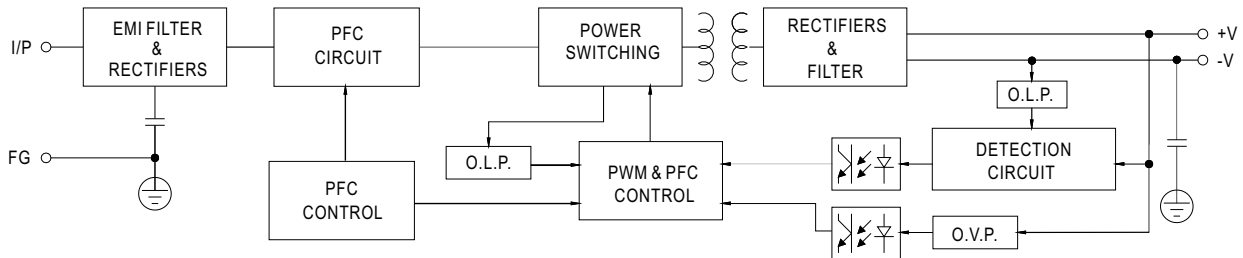 I/P
EMI FILTER
&
RECTIFIERS
PFC
CIRCUIT
POWER
SWITCHING
RECTIFIERS
&
FILTER
+V
-V
O.L.P.
FG
O.L.P.
PFC
CONTROL
PWM & PFC
CONTROL
DETECTION
CIRCUIT
O.V.P.